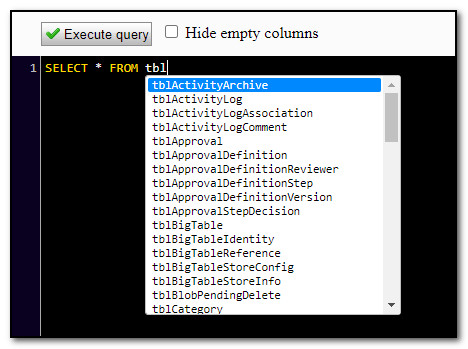 Execute query Hide empty columns
1 SELECT * FROM tbl
tblActivityArchive
tblActivityLog
tblActivityLogAssociation
tblActivityLogComment
tblApproval
tblApprovalDefinition
tblApprovalDefinitionReviewer
tblApprovalDefinitionStep
tblApprovalDefinitionVersion
tblApprovalStepDecision
tblBigTable
tblBigTableIdentity
tblBigTableReference
tblBigTableStoreConfig
tblBigTableStoreInfo
tblBlobPendingDelete
tblCategory